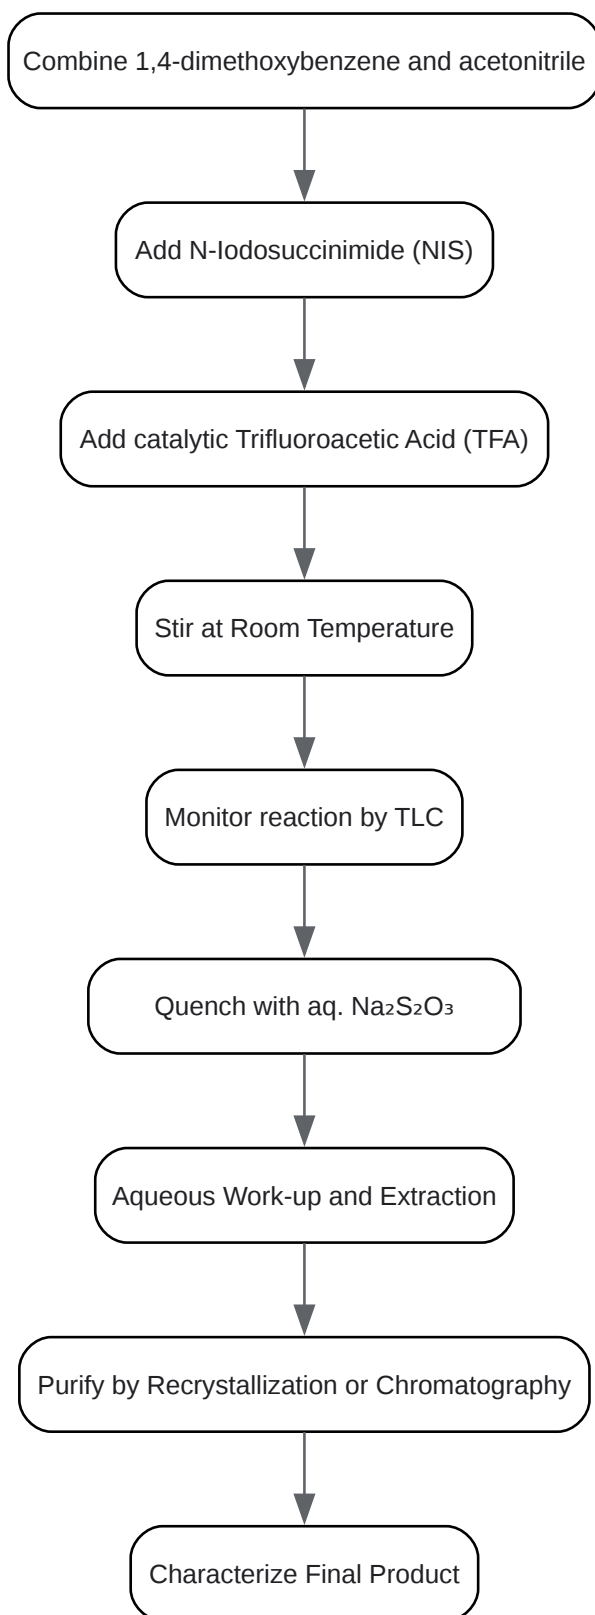 Combine 1,4-dimethoxybenzene and acetonitrile
Add N-Iodosuccinimide (NIS)
Add catalytic Trifluoroacetic Acid (TFA)
Stir at Room Temperature
Monitor reaction by TLC
Quench with aq. Na₂S₂O₃
Aqueous Work-up and Extraction
Purify by Recrystallization or Chromatography
Characterize Final Product